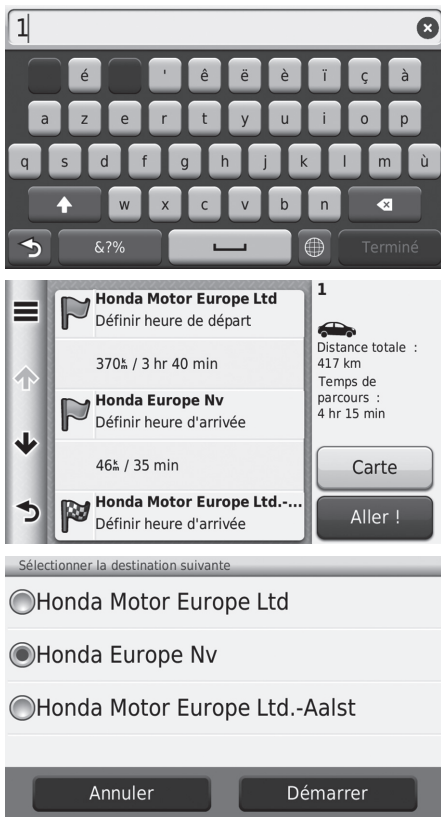 1
é ' ê ë è ï ç à
a z e r t y u i o p
q s d f g h j k l m ù
w x c v b n
&?% Terminé
Honda Motor Europe Ltd
Définir heure de départ
370km / 3 hr 40 min
Honda Europe Nv
Définir heure d'arrivée
46km / 35 min
Honda Motor Europe Ltd.-...
Définir heure d'arrivée
1
Distance totale :
417 km
Temps de
parcours :
4 hr 15 min
Carte
Aller !
Sélectionner la destination suivante
Honda Motor Europe Ltd
Honda Europe Nv
Honda Motor Europe Ltd.-Aalst
Annuler Démarrer